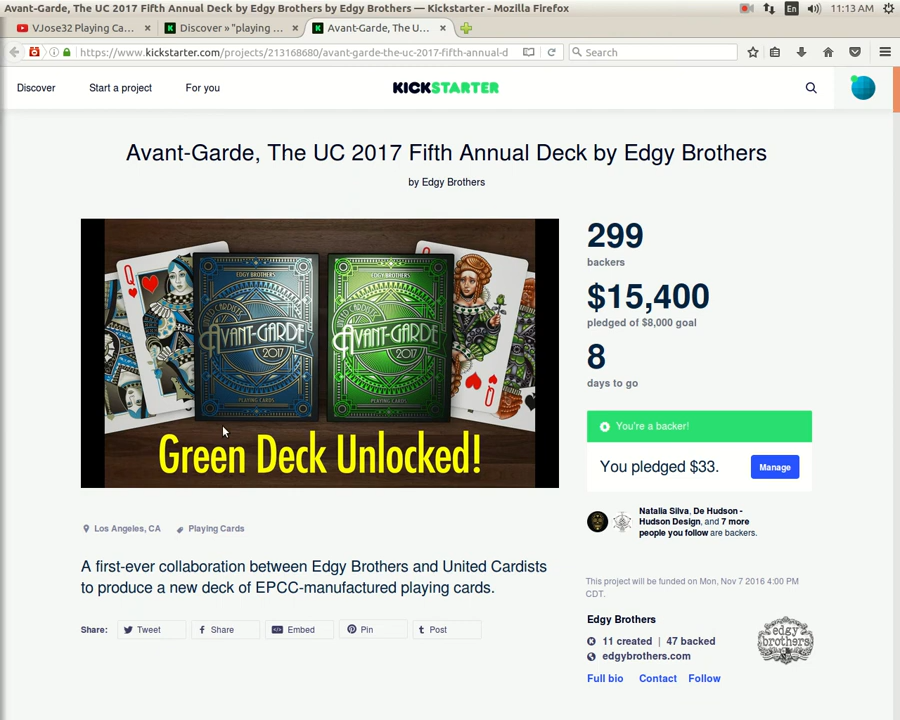 Avant-Garde, The UC 2017 Fifth Annual Deck by Edgy Brothers by Edgy Brothers — Kickstarter - Mozilla Firefox
En
11:13 AM
VJose32 Playing Ca...
Discover » "playing ...
Avant-Garde, The U...
https://www.kickstarter.com/projects/213168680/avant-garde-the-uc-2017-fifth-annual-d
Search
Discover
Start a project
For you
KICKSTARTER
Avant-Garde, The UC 2017 Fifth Annual Deck by Edgy Brothers
by Edgy Brothers
Q
EDGY BROTHERS
UNITED CARDISTS
AVANT-GARDE
2017
PLAYING CARDS
EDGY BROTHERS
UNITED CARDISTS
AVANT-GARDE
2017
PLAYING CARDS
Q
Green Deck Unlocked!
299
backers
$15,400
pledged of $8,000 goal
8
days to go
You're a backer!
You pledged $33.
Manage
Natalia Silva, De Hudson -
Hudson Design, and 7 more
people you follow are backers.
Los Angeles, CA
Playing Cards
A first-ever collaboration between Edgy Brothers and United Cardists
to produce a new deck of EPCC-manufactured playing cards.
Share:
Tweet
Share
Embed
Pin
Post
This project will be funded on Mon, Nov 7 2016 4:00 PM
CDT.
Edgy Brothers
11 created | 47 backed
edgybrothers.com
Full bio
Contact
Follow
edgy
brothers